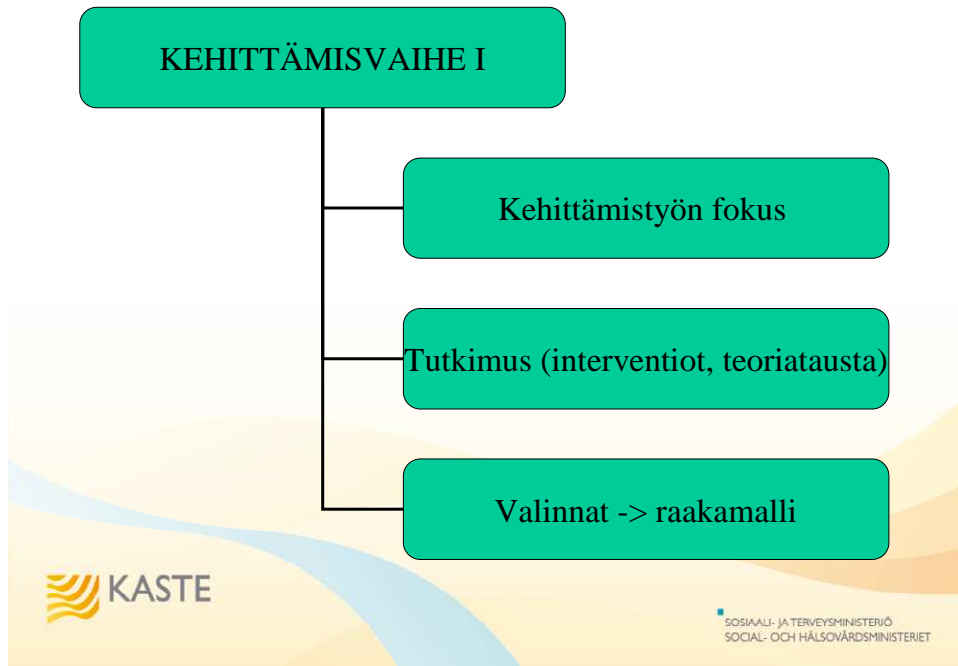 KEHITTÄMISVAIHE I
Kehittämistyön fokus
Tutkimus (interventiot, teoriatausta)
Valinnat -> raakamalli
KASTE
SOSIAALI- JA TERVEYSMINISTERIÖ
SOCIAL- OCH HÄLSOVÅRDSMINISTERIET